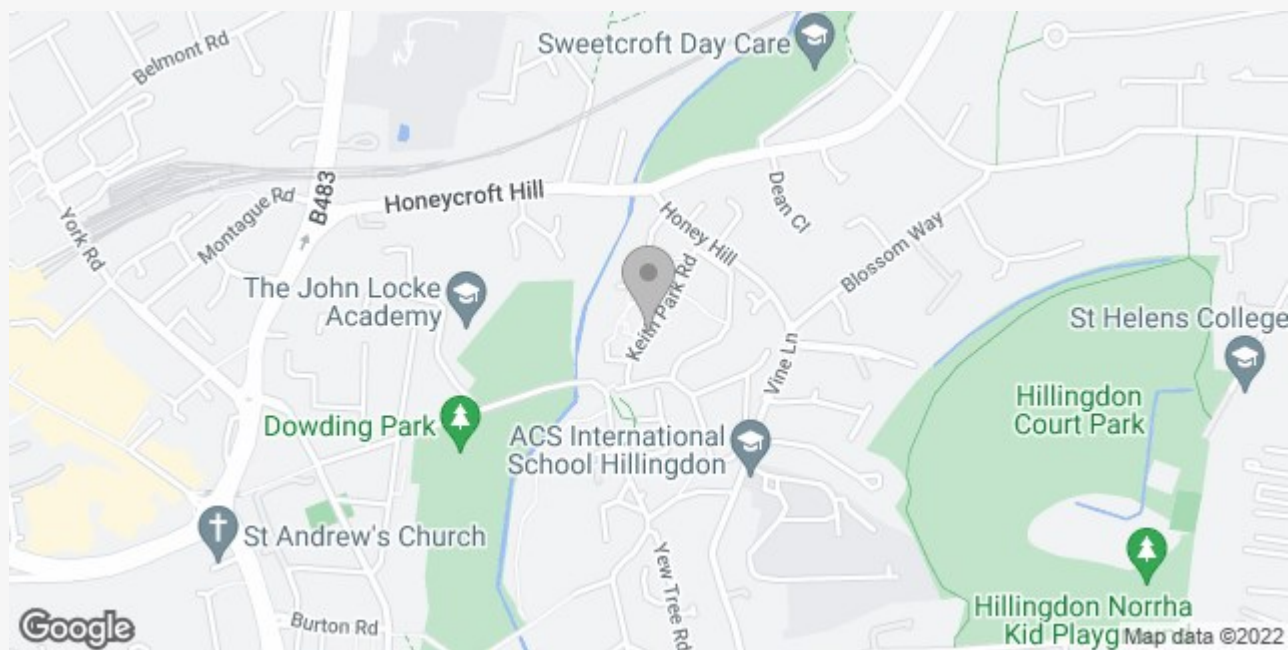 Belmont Rd
Sweetcroft Day Care
B483
Honeycroft Hill
Montague Rd
York Rd
Dean Cl
Honey Hill
Blossom Way
The John Locke
Academy
Keith Park Rd
St Helens College
Vine Ln
Dowding Park
Hillingdon
Court Park
ACS International
School Hillingdon
St Andrew's Church
Yew Tree Rd
Burton Rd
Hillingdon Norrha
Kid Playg
Google
Map data ©2022